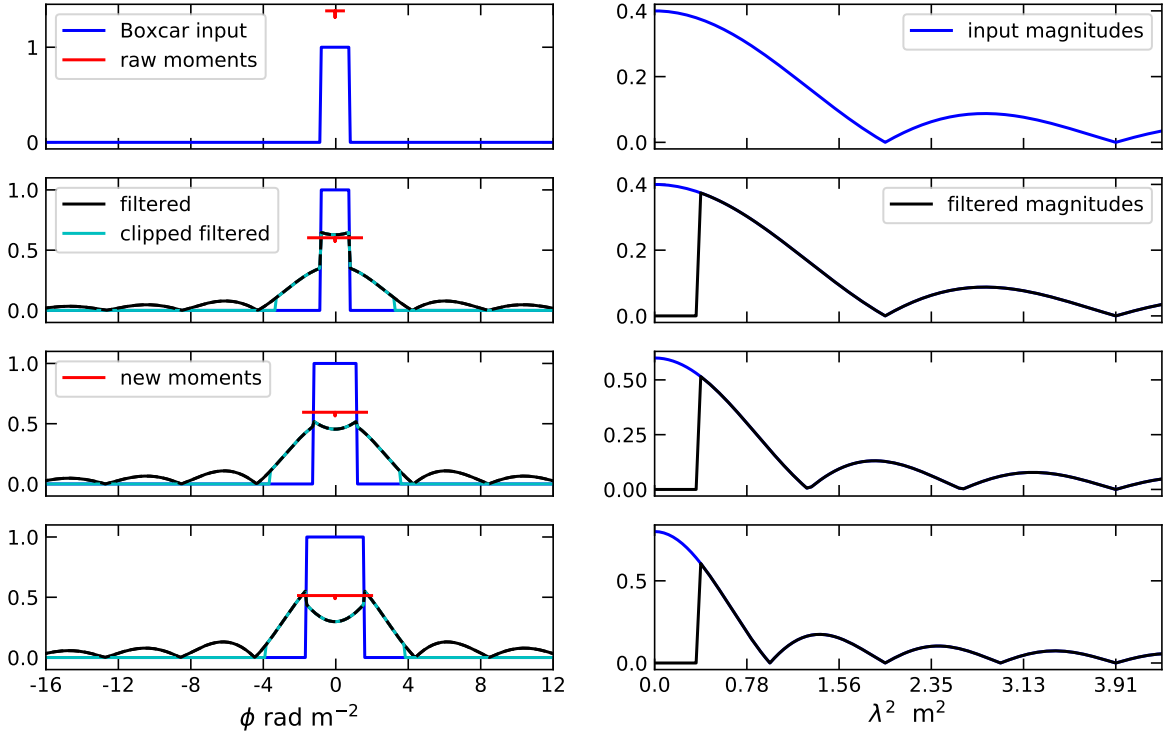 Boxcar input
raw moments
1
0
input magnitudes
0.4
0.2
0.0
filtered
clipped filtered
1.0
0.5
0.0
filtered magnitudes
0.4
0.2
0.0
new moments
1.0
0.5
0.0
0.50
0.25
0.00
1.0
0.5
0.0
-16 -12 -8 -4 0 4 8 12
ϕ rad m⁻²
0.5
0.0
0.0 0.78 1.56 2.35 3.13 3.91
λ² m²